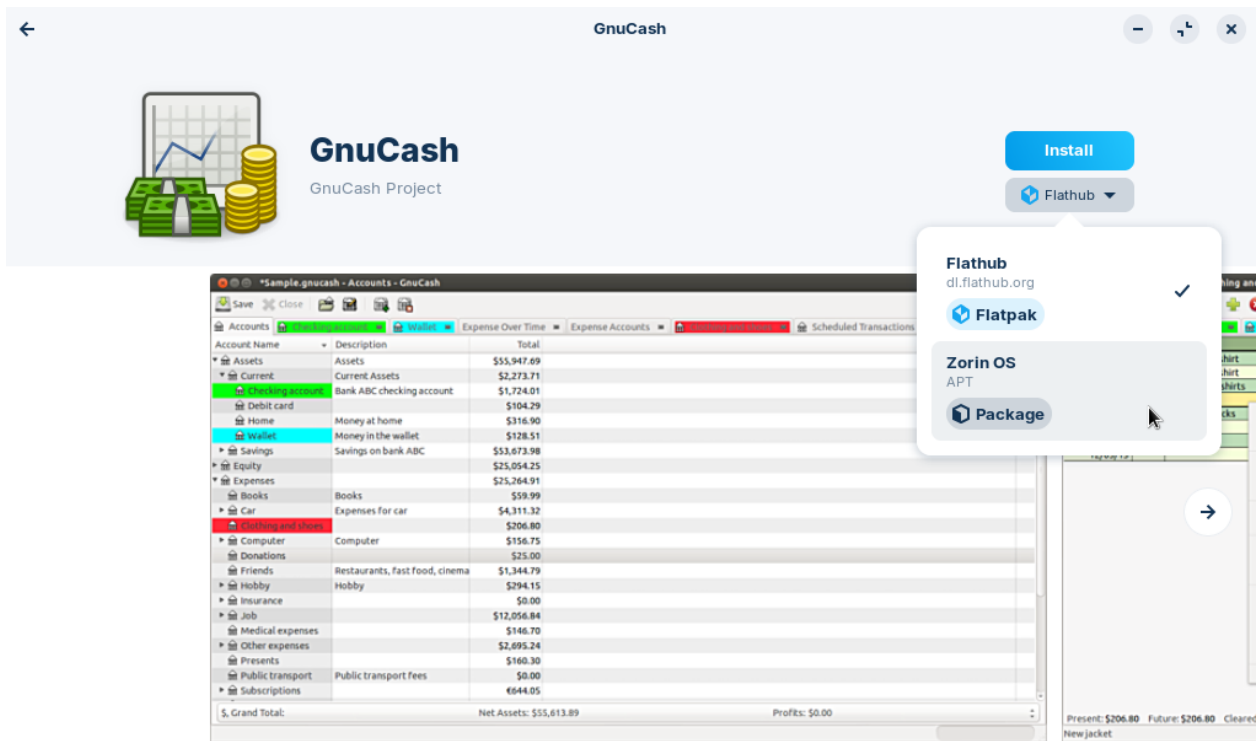 GnuCash
GnuCash
GnuCash Project
Install
Flathub
Flathub
dl.flathub.org
Flatpak
Zorin OS
APT
Package
*Sample.gnucash - Accounts - GnuCash
Save Close
Accounts Checking account Wallet Expense Over Time Expense Accounts Clothing and shoes Scheduled Transactions
Account Name Description Total
Assets Assets $55,947.69
Current Current Assets $2,273.71
Checking account Bank ABC checking account $1,724.01
Debit card $104.29
Home Money at home $316.90
Wallet Money in the wallet $128.51
Savings Savings on bank ABC $53,673.98
Equity $25,054.25
Expenses $25,264.91
Books Books $59.99
Car Expenses for car $4,311.32
Clothing and shoes $206.80
Computer Computer $156.75
Donations $25.00
Friends Restaurants, fast food, cinema $1,344.79
Hobby Hobby $294.15
Insurance $0.00
Job $12,056.84
Medical expenses $146.70
Other expenses $2,695.24
Presents $160.30
Public transport Public transport fees $0.00
Subscriptions €644.05
$, Grand Total: Net Assets: $55,613.89 Profits: $0.00
hing and
hirt
hirt
shirts
cks
Present: $206.80 Future: $206.80 Cleared
New jacket